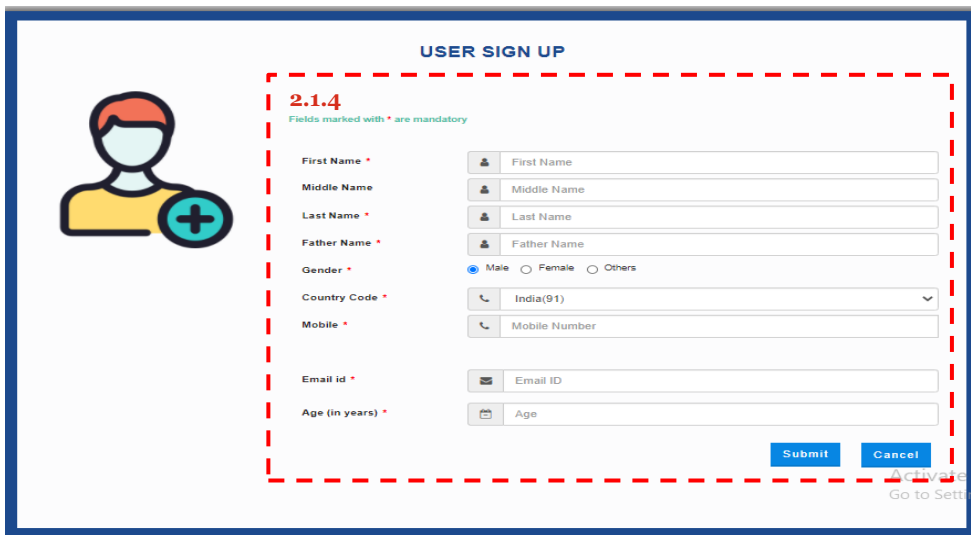 USER SIGN UP
2.1.4
Fields marked with * are mandatory
First Name * First Name
Middle Name Middle Name
Last Name * Last Name
Father Name * Father Name
Gender * Male Female Others
Country Code * India(91)
Mobile * Mobile Number
Email id * Email ID
Age (in years) * Age
Submit Cancel
Activate
Go to Setti